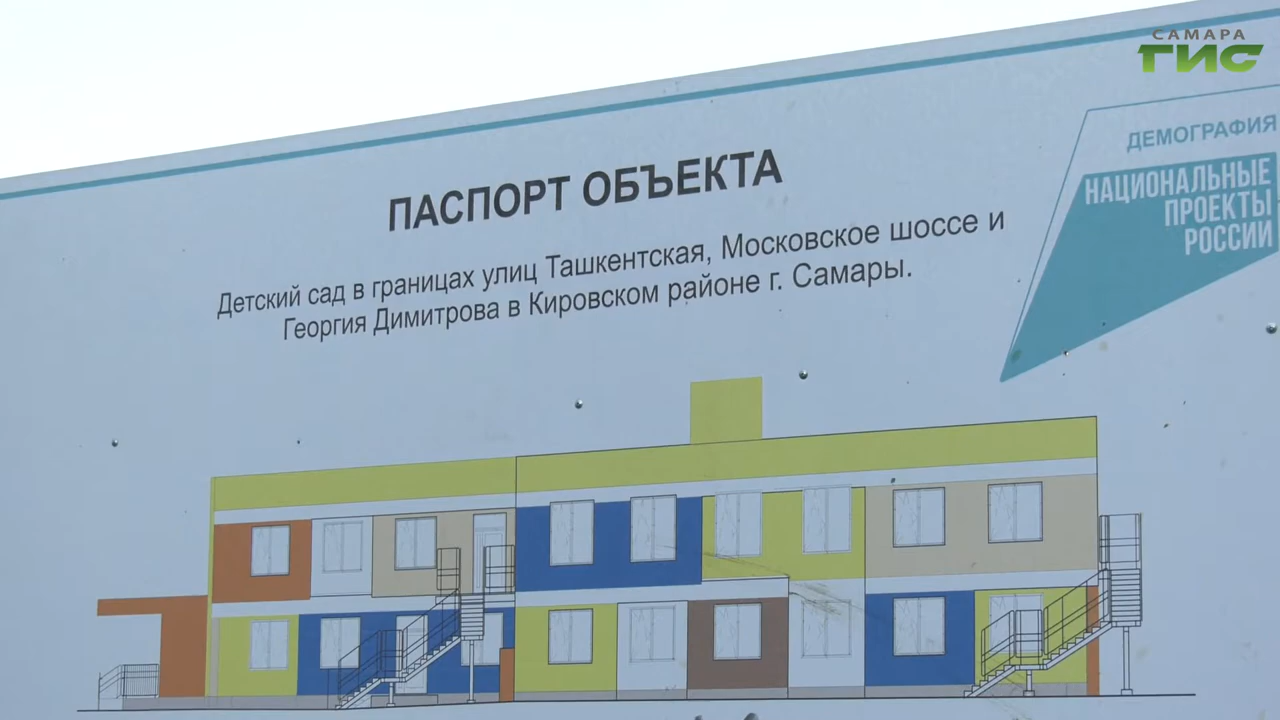 САМАРА
ГИС
ДЕМОГРАФИЯ
НАЦИОНАЛЬНЫЕ
ПРОЕКТЫ
РОССИИ
ПАСПОРТ ОБЪЕКТА
Детский сад в границах улиц Ташкентская, Московское шоссе и
Георгия Димитрова в Кировском районе г. Самары.